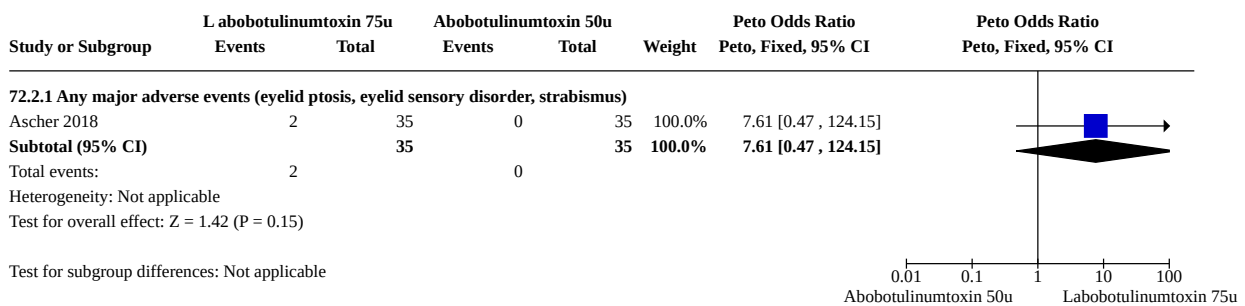 L abobotulinumtoxin 75u Abobotulinumtoxin 50u Peto Odds Ratio Peto Odds Ratio
Study or Subgroup Events Total Events Total Weight Peto, Fixed, 95% CI Peto, Fixed, 95% CI
72.2.1 Any major adverse events (eyelid ptosis, eyelid sensory disorder, strabismus)
Ascher 2018 2 35 0 35 100.0% 7.61 [0.47 , 124.15]
Subtotal (95% CI) 35 35 100.0% 7.61 [0.47 , 124.15]
Total events: 2 0
Heterogeneity: Not applicable
Test for overall effect: Z = 1.42 (P = 0.15)
Test for subgroup differences: Not applicable
0.01 0.1 1 10 100
Abobotulinumtoxin 50u Labobotulinumtoxin 75u